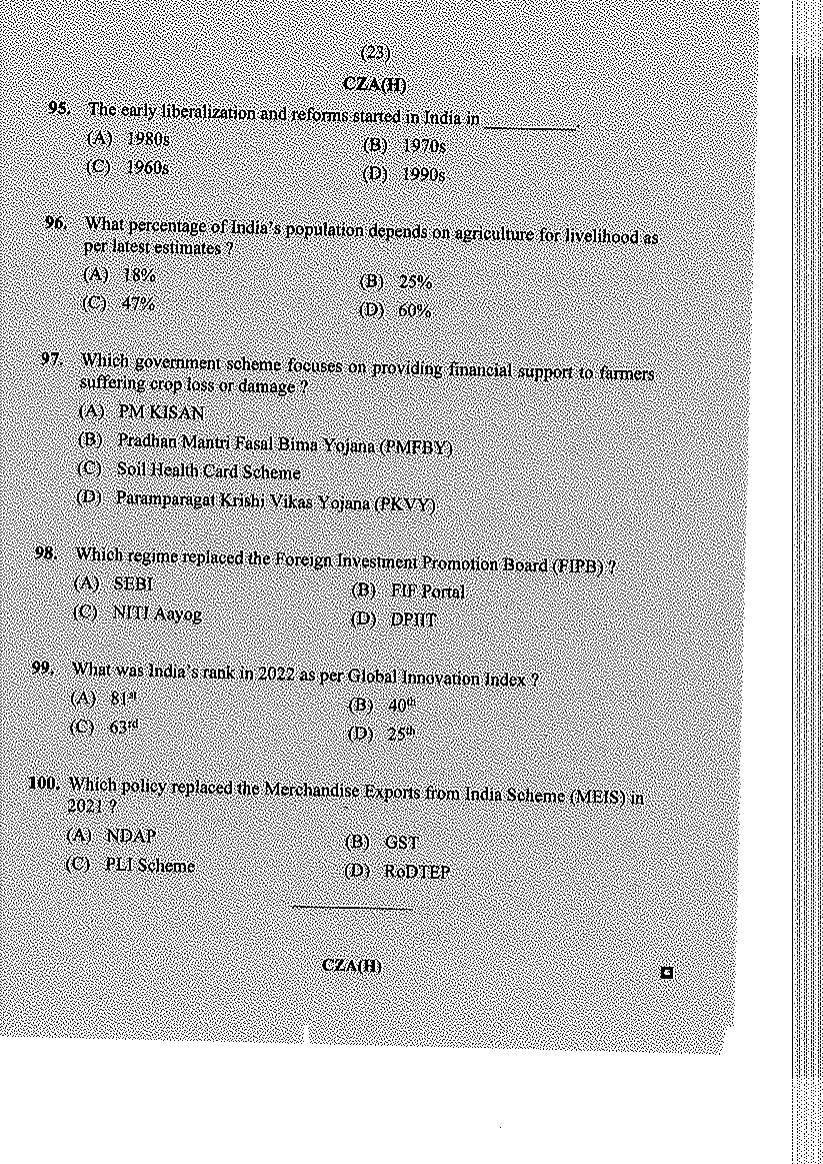 (23)
CZA(H)
95. The early liberalization and reforms started in India in ________.
(A) 1980s (B) 1970s
(C) 1960s (D) 1990s
96. What percentage of India's population depends on agriculture for livelihood as
per latest estimates ?
(A) 18% (B) 25%
(C) 47% (D) 60%
97. Which government scheme focuses on providing financial support to farmers
suffering crop loss or damage ?
(A) PM KISAN
(B) Pradhan Mantri Fasal Bima Yojana (PMFBY)
(C) Soil Health Card Scheme
(D) Paramparagat Krishi Vikas Yojana (PKVY)
98. Which regime replaced the Foreign Investment Promotion Board (FIPB) ?
(A) SEBI (B) FIF Portal
(C) NITI Aayog (D) DPIIT
99. What was India's rank in 2022 as per Global Innovation Index ?
(A) 81st (B) 40th
(C) 63rd (D) 25th
100. Which policy replaced the Merchandise Exports from India Scheme (MEIS) in
2021 ?
(A) NDAP (B) GST
(C) PLI Scheme (D) RoDTEP
CZA(H)